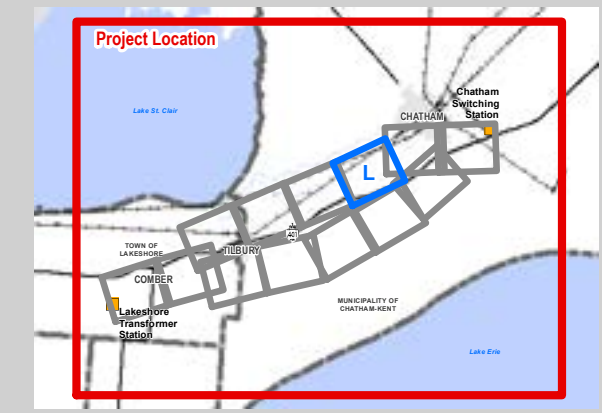 Project Location
Lake St. Clair
Chatham
Switching
Station
CHATHAM
L
401
TOWN OF
LAKESHORE
TILBURY
COMBER
Lakeshore
Transformer
Station
MUNICIPALITY OF
CHATHAM-KENT
Lake Erie